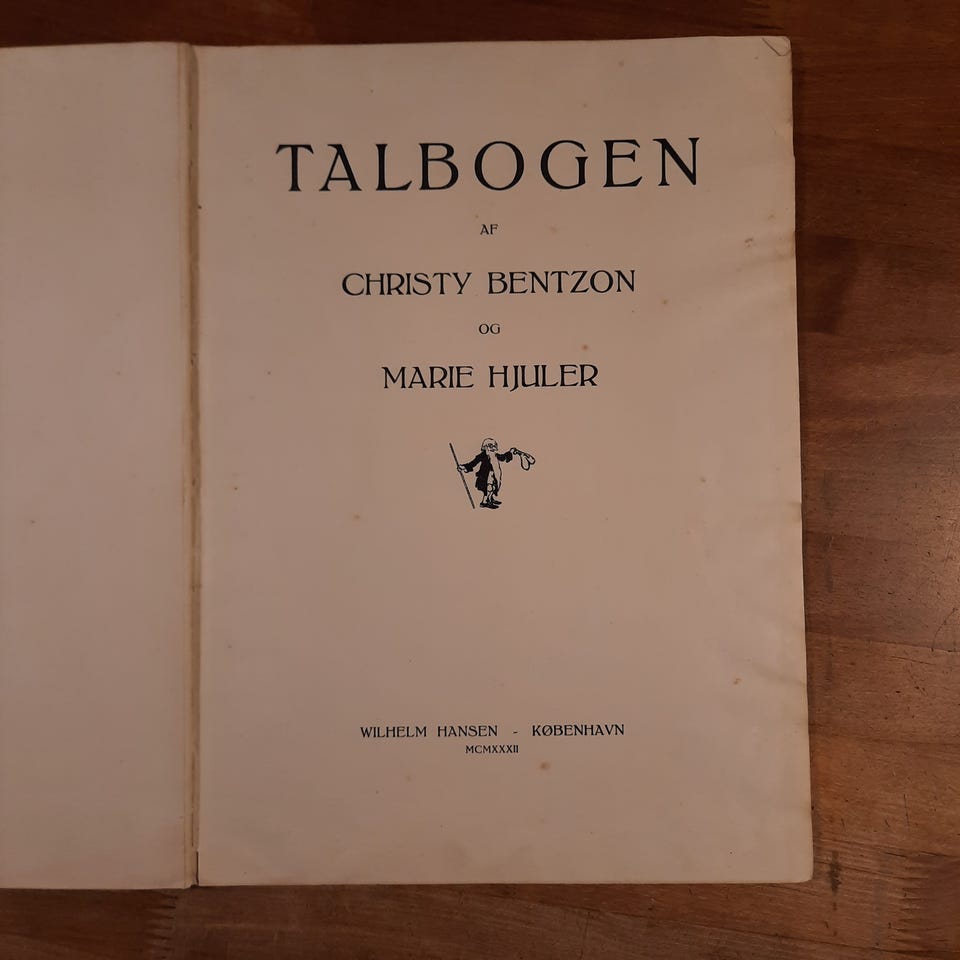 TALBOGEN
AF
CHRISTY BENTZON
OG
MARIE HJULER
WILHELM HANSEN - KØBENHAVN
MCMXXXII